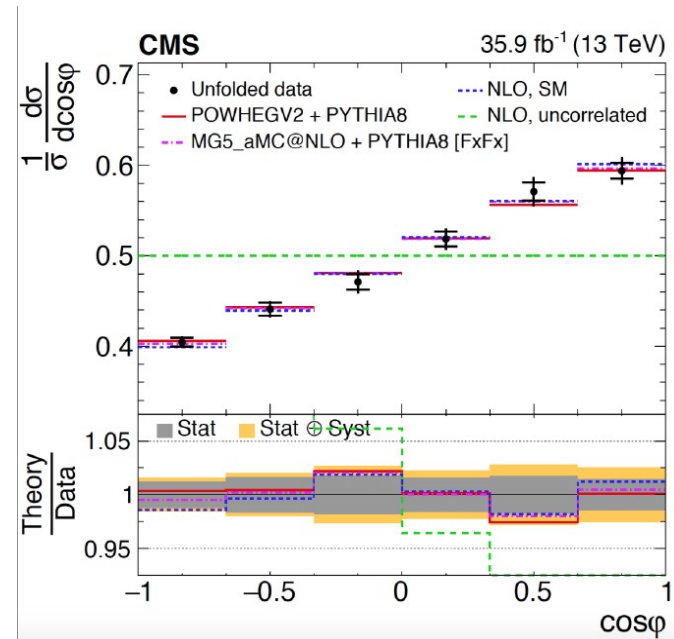 CMS 35.9 fb⁻¹ (13 TeV)
1/σ dσ/dcosφ
Unfolded data
NLO, SM
POWHEGV2 + PYTHIA8
NLO, uncorrelated
MG5_aMC@NLO + PYTHIA8 [FxFx]
0.7
0.6
0.5
0.4
Stat Stat ⊕ Syst
Theory/Data
1.05
1
0.95
−1 −0.5 0 0.5 1
cosφ